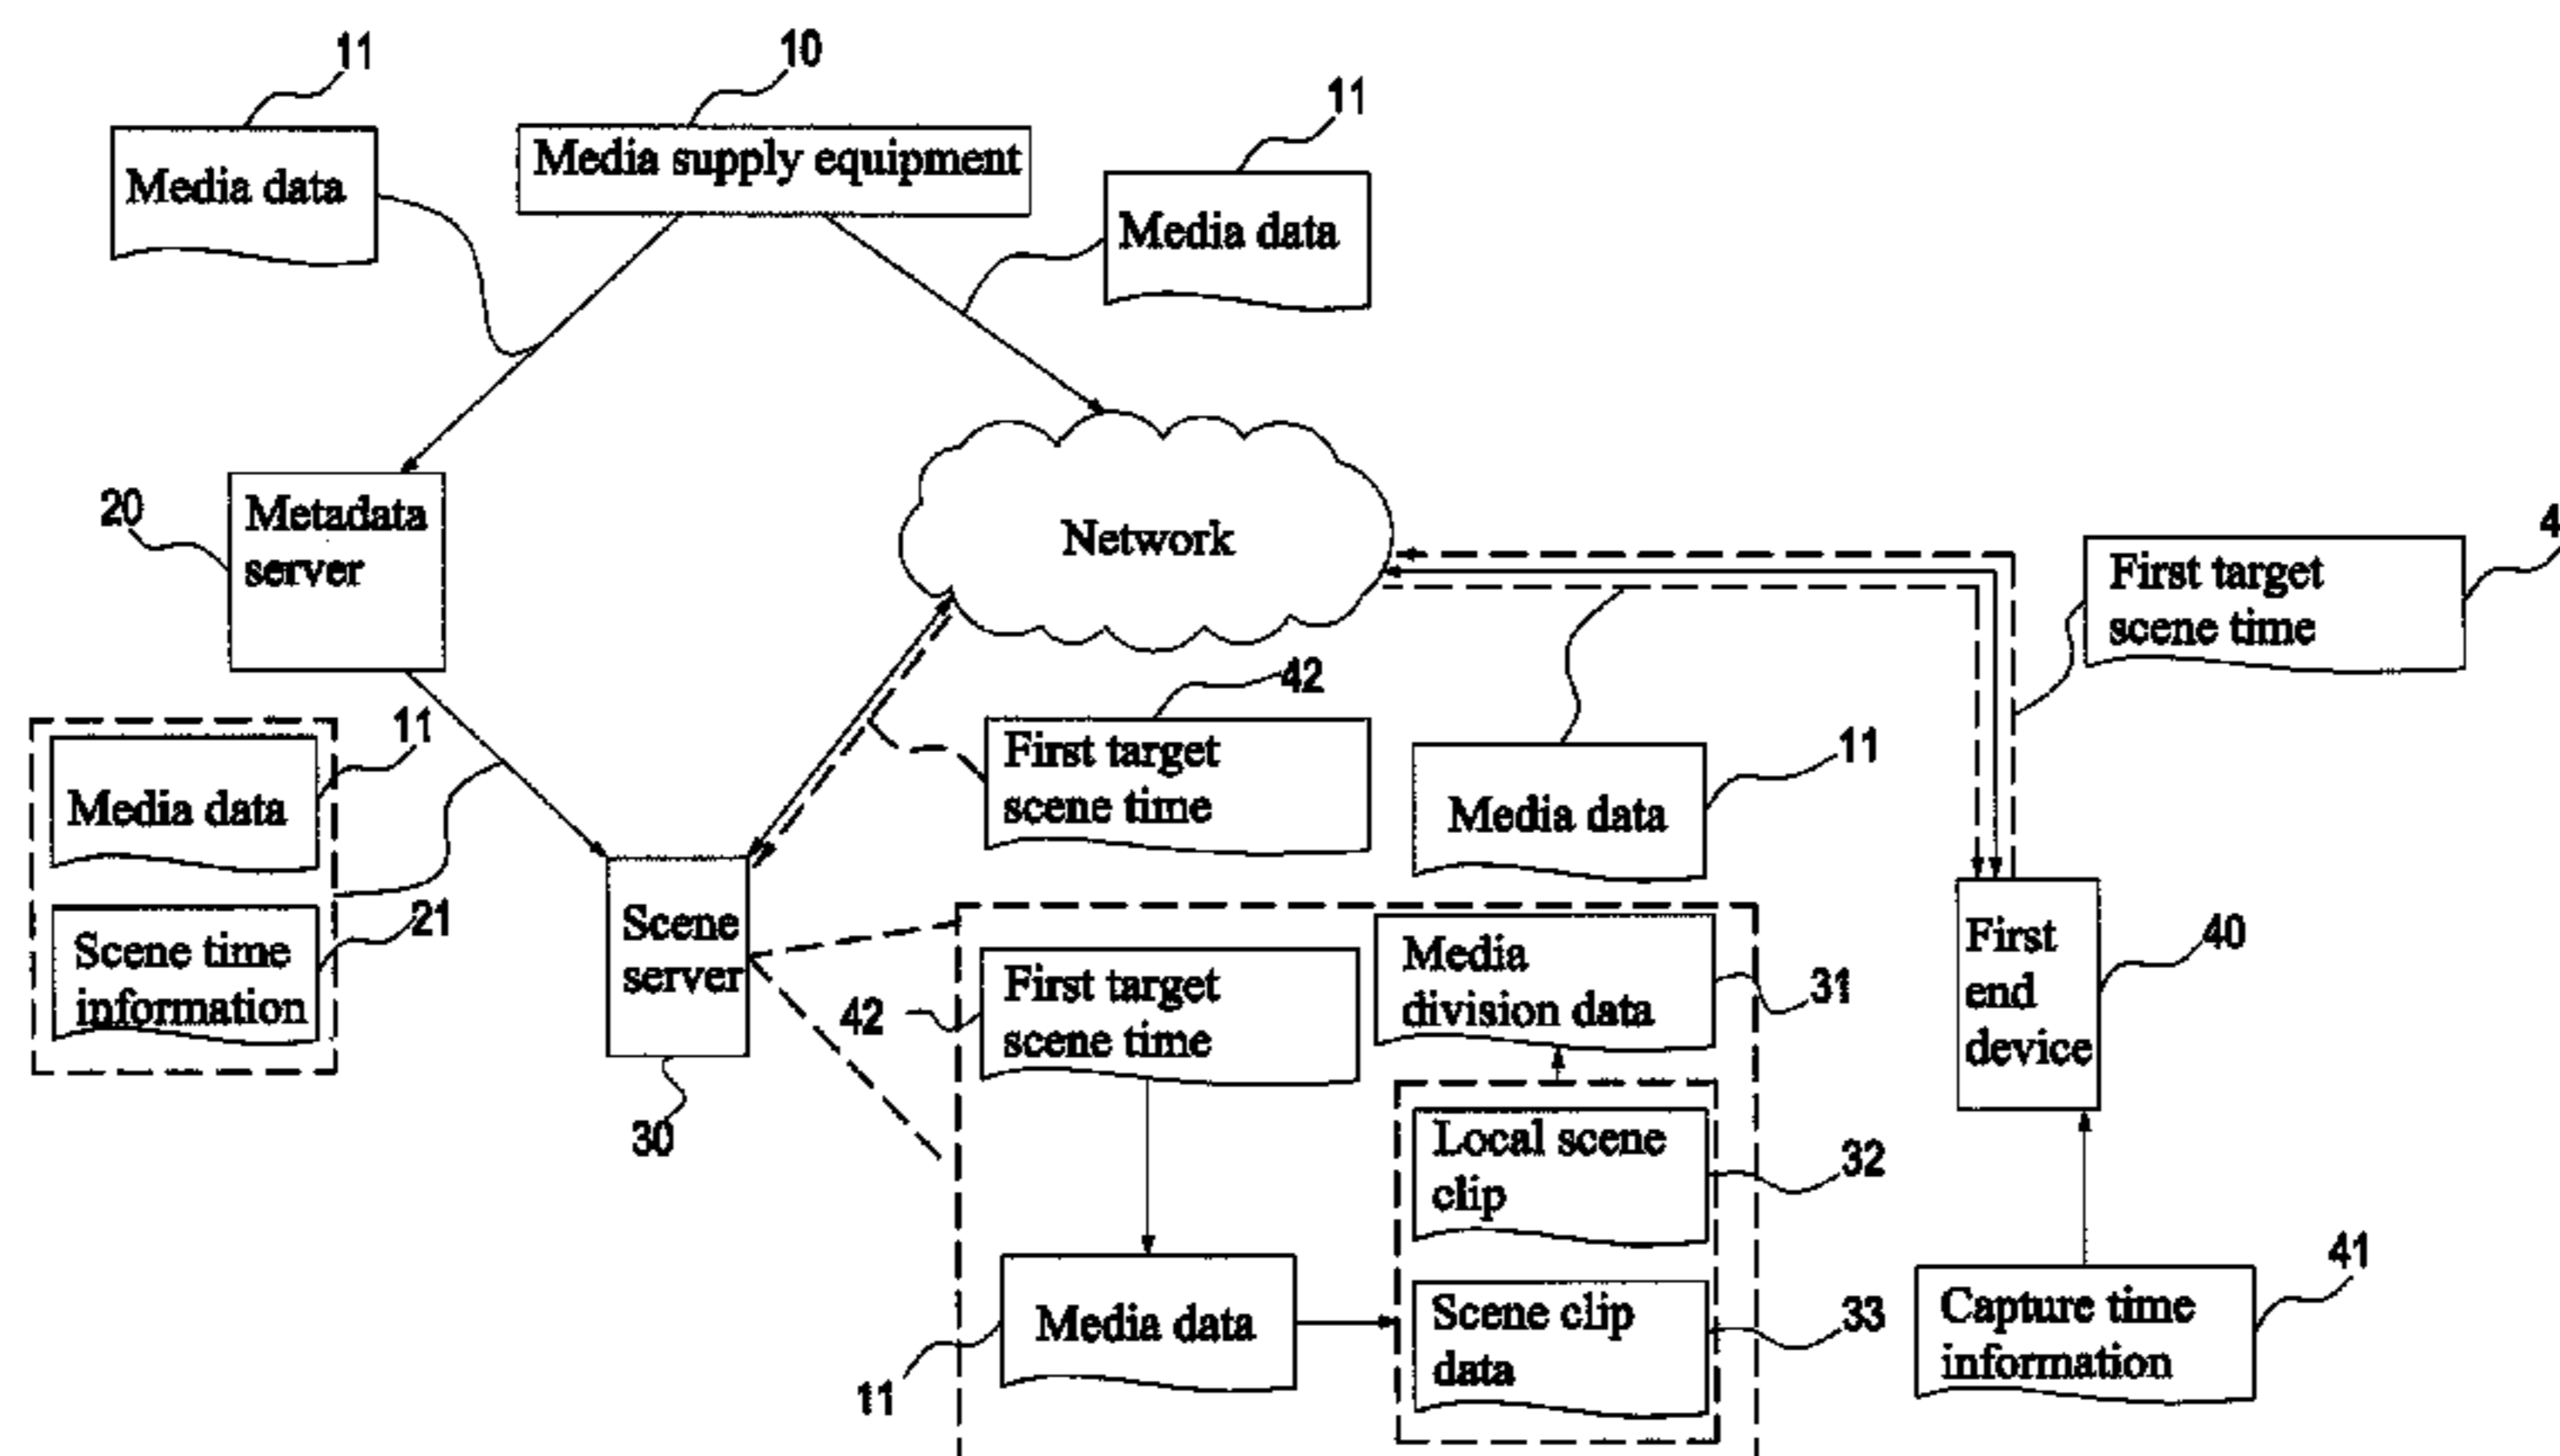 11
10
11
Media data
Media supply equipment
Media data
20
Metadata
server
Network
First target
scene time
4
42
11
First target
scene time
11
Media data
Media data
Scene
server
21
Scene time
information
30
First target
scene time
42
Media
division data
31
First
end
device
40
Local scene
clip
32
Media data
11
Scene clip
data
33
Capture time
information
41